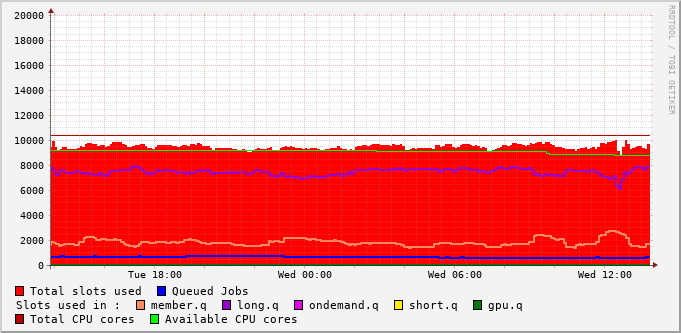 20000
18000
16000
14000
12000
10000
8000
6000
4000
2000
0
Tue 18:00 Wed 00:00 Wed 06:00 Wed 12:00
RRDTOOL / TOBI OETIKER
Total slots used Queued Jobs
Slots used in : member.q long.q ondemand.q short.q gpu.q
Total CPU cores Available CPU cores